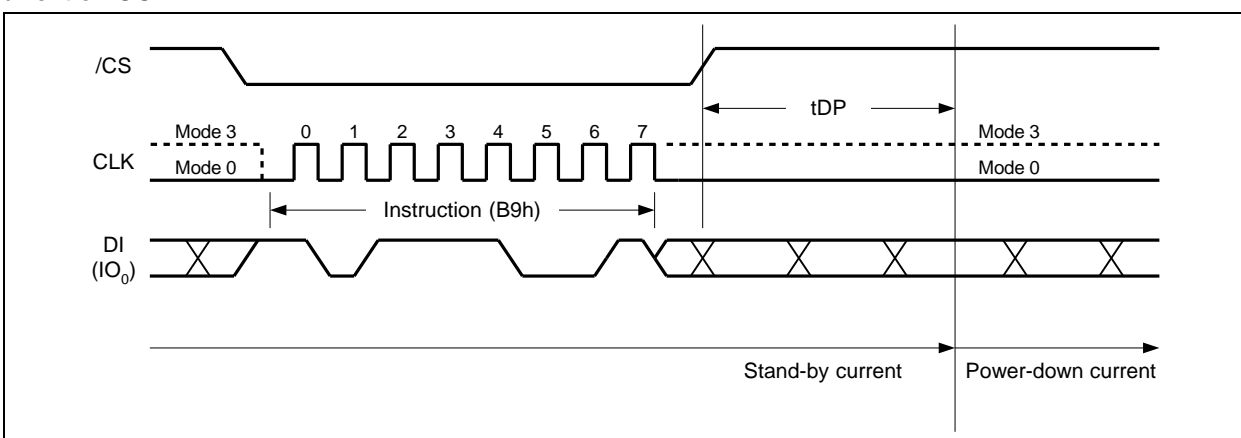 /CS
tDP
Mode 3 0 1 2 3 4 5 6 7 Mode 3
CLK
Mode 0 Mode 0
Instruction (B9h)
DI
(IO0)
Stand-by current Power-down current